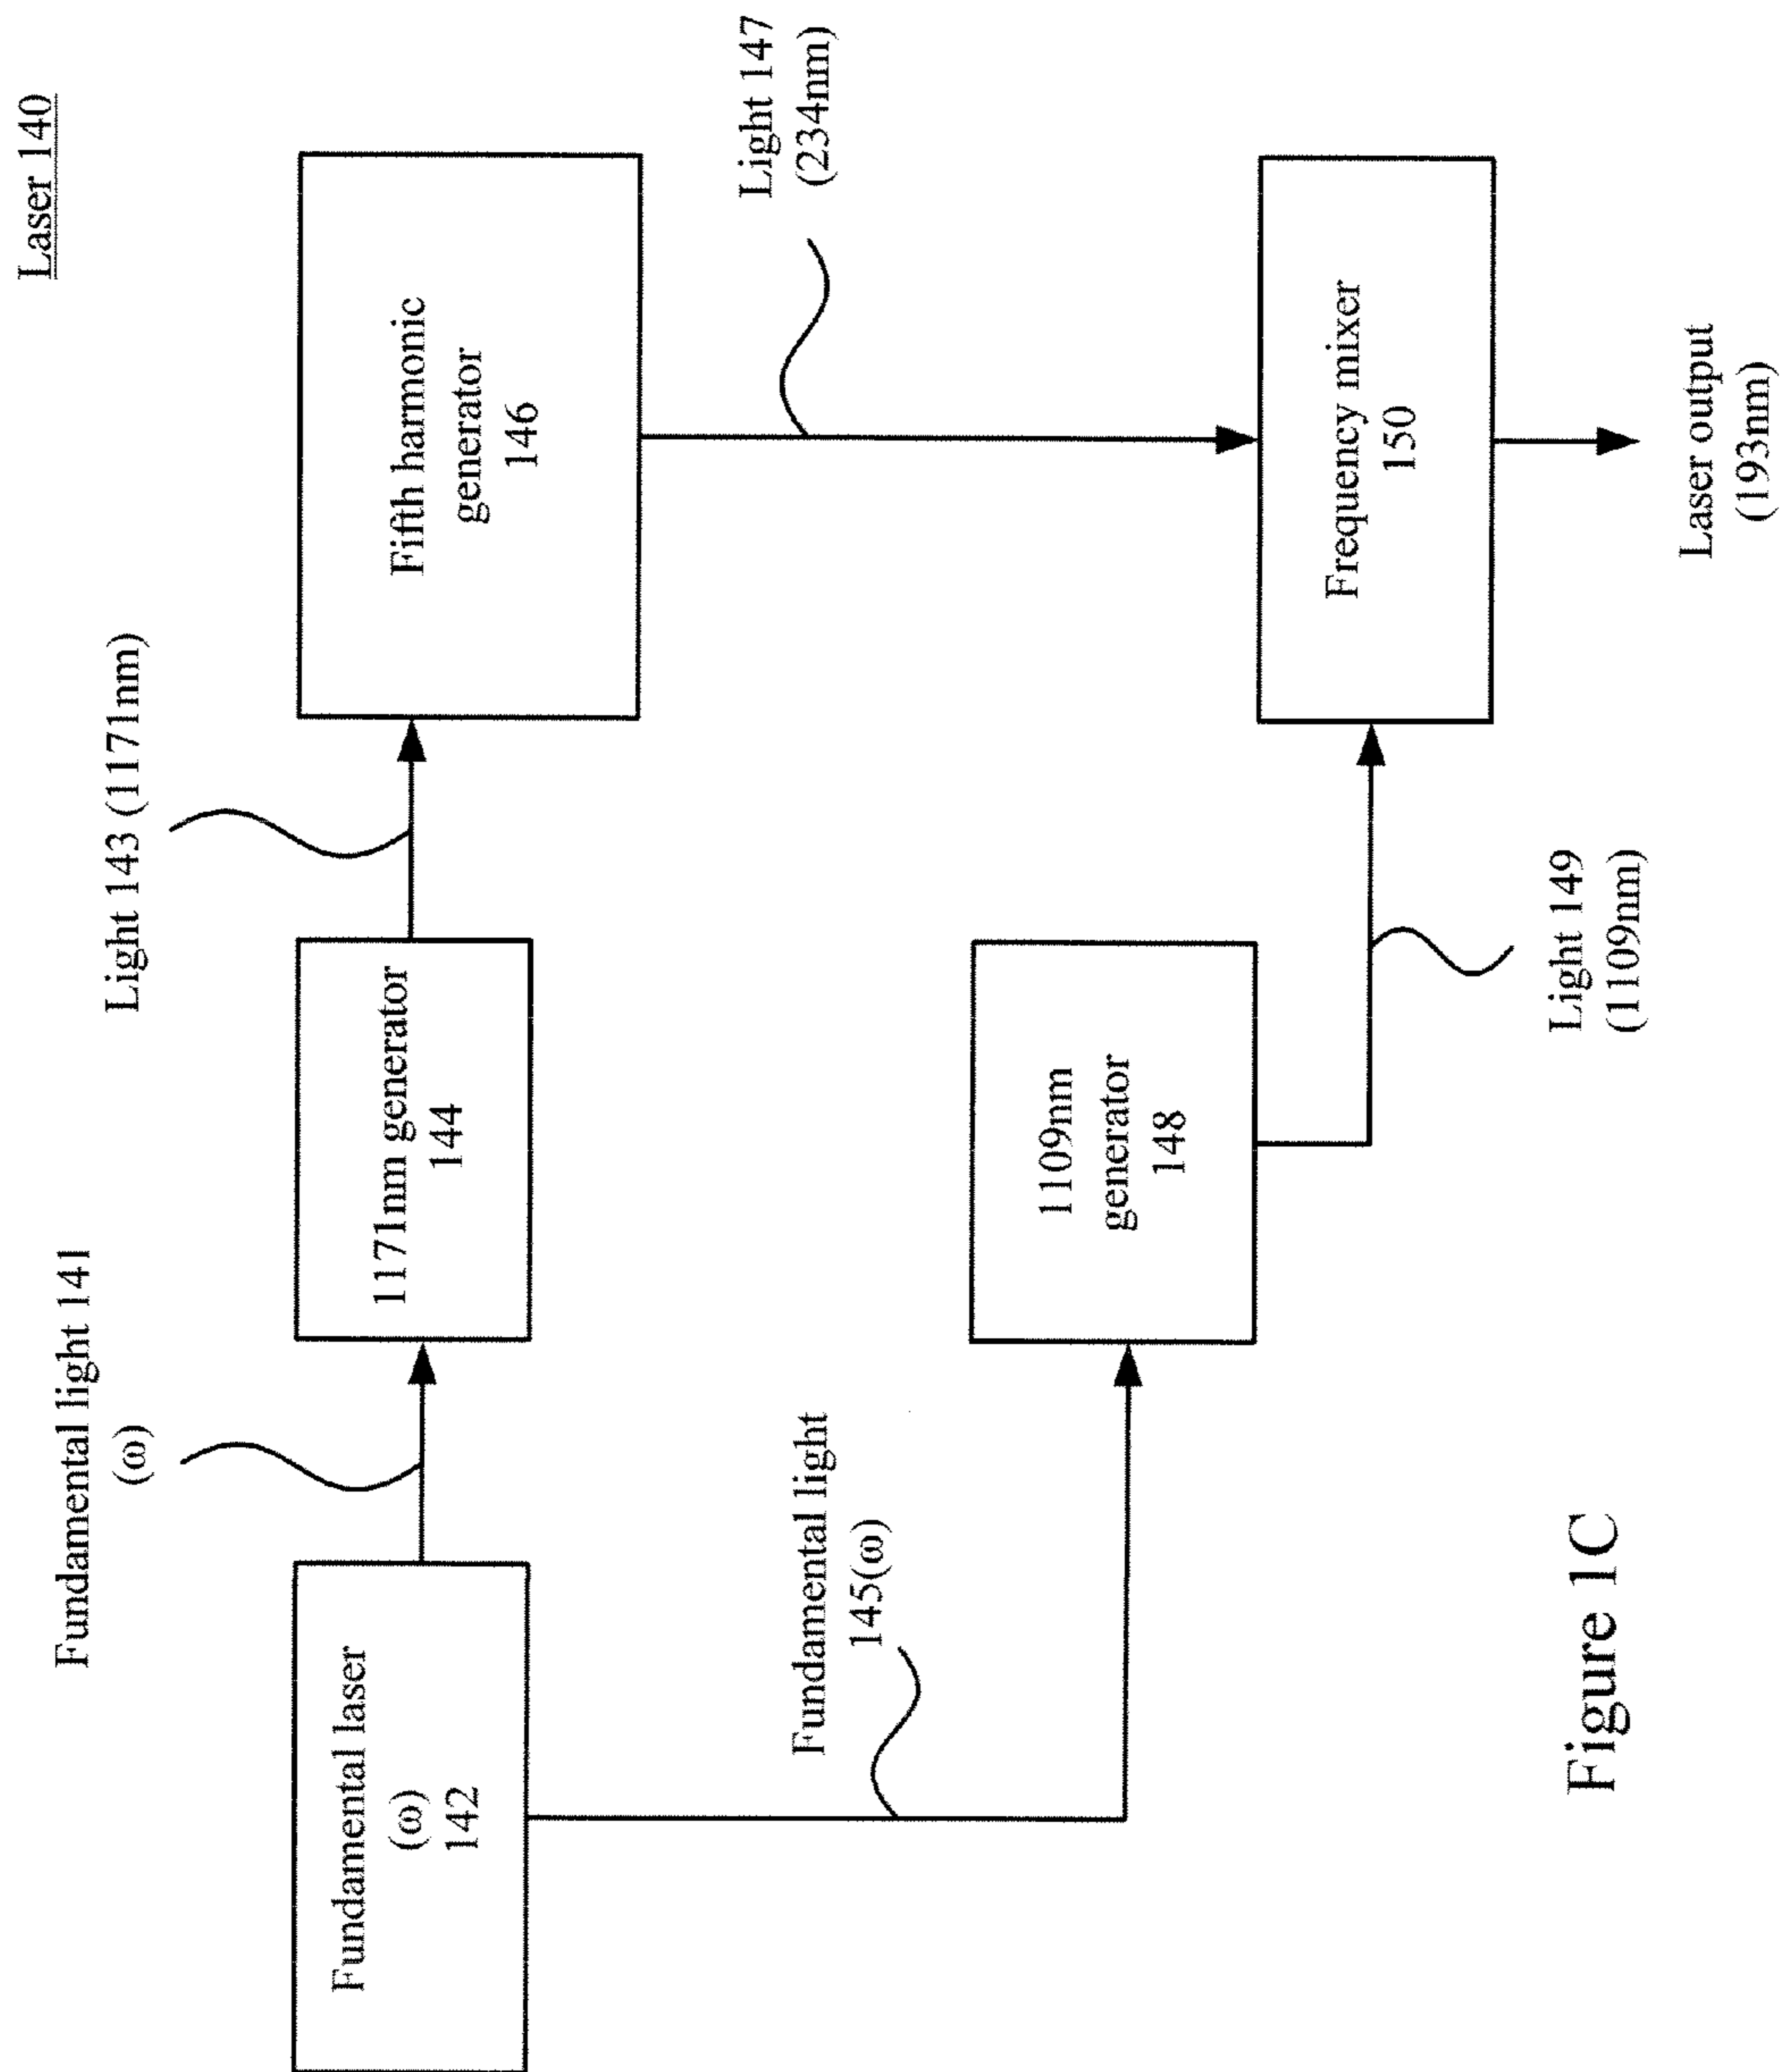 Laser 140
Fundamental light 141
(ω)
Light 143 (1171nm)
Fundamental laser
(ω)
142
1171nm generator
144
Fifth harmonic
generator
146
Fundamental light
145(ω)
Light 147
(234nm)
1109nm
generator
148
Frequency mixer
150
Light 149
(1109nm)
Laser output
(193nm)
Figure 1C